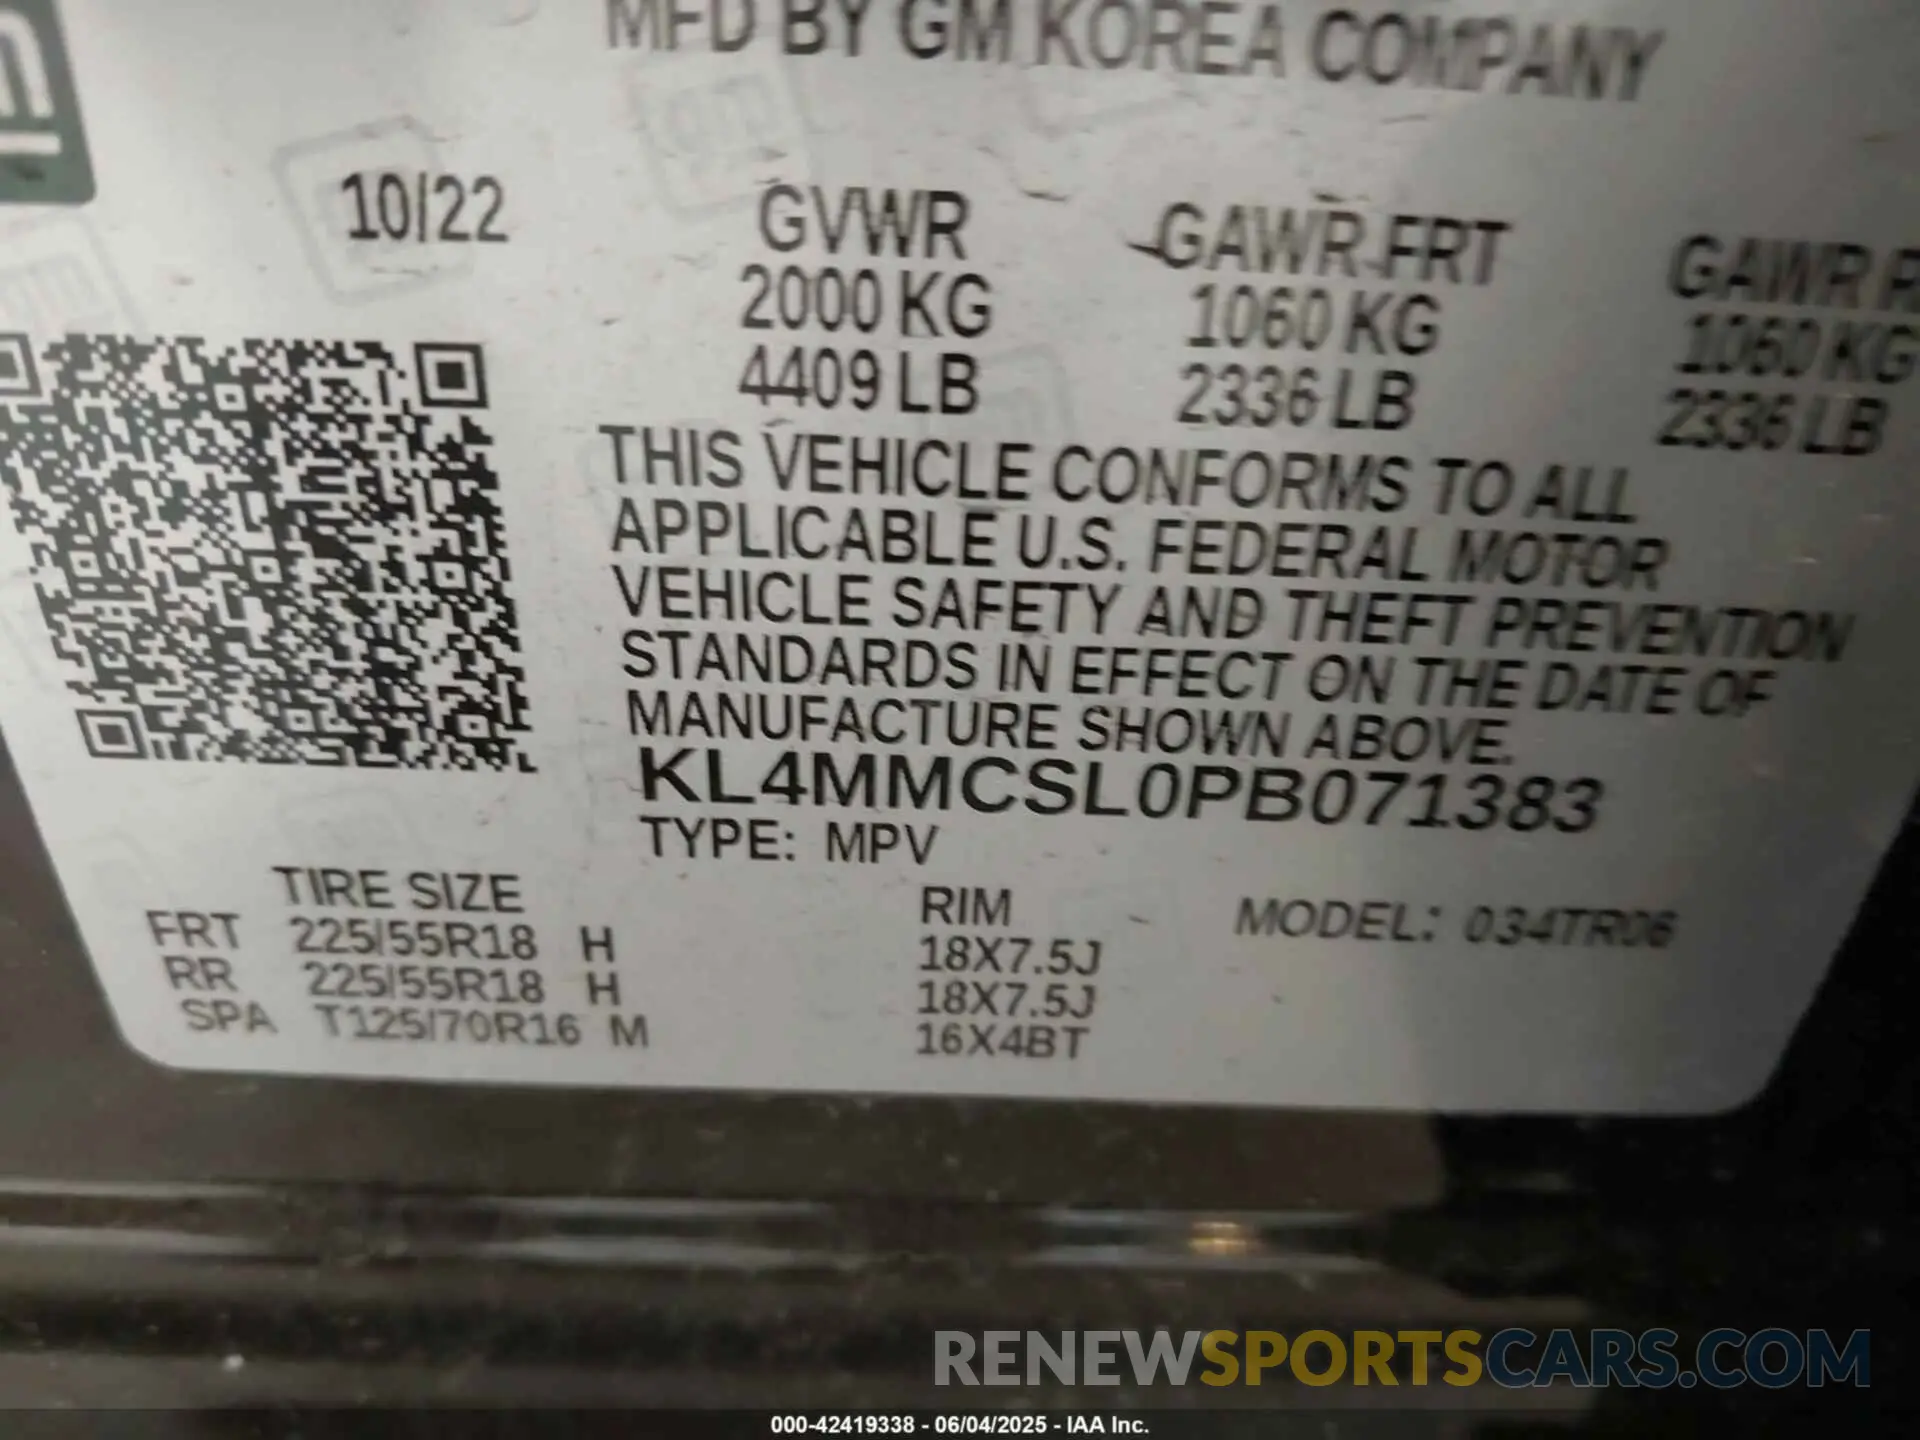 MFD BY GM KOREA COMPANY
10/22 GVWR GAWR FRT GAWR
2000 KG 1060 KG 1060 KG
4409 LB 2336 LB 2336 LB
THIS VEHICLE CONFORMS TO ALL
APPLICABLE U.S. FEDERAL MOTOR
VEHICLE SAFETY AND THEFT PREVENTION
STANDARDS IN EFFECT ON THE DATE OF
MANUFACTURE SHOWN ABOVE.
KL4MMCSL0PB071383
TYPE: MPV
TIRE SIZE RIM MODEL: 034TR06
FRT 225/55R18 H 18X7.5J
RR 225/55R18 H 18X7.5J
SPA T125/70R16 M 16X4BT
RENEWSPORTSCARS.COM
000-42419338 - 06/04/2025 - IAA Inc.